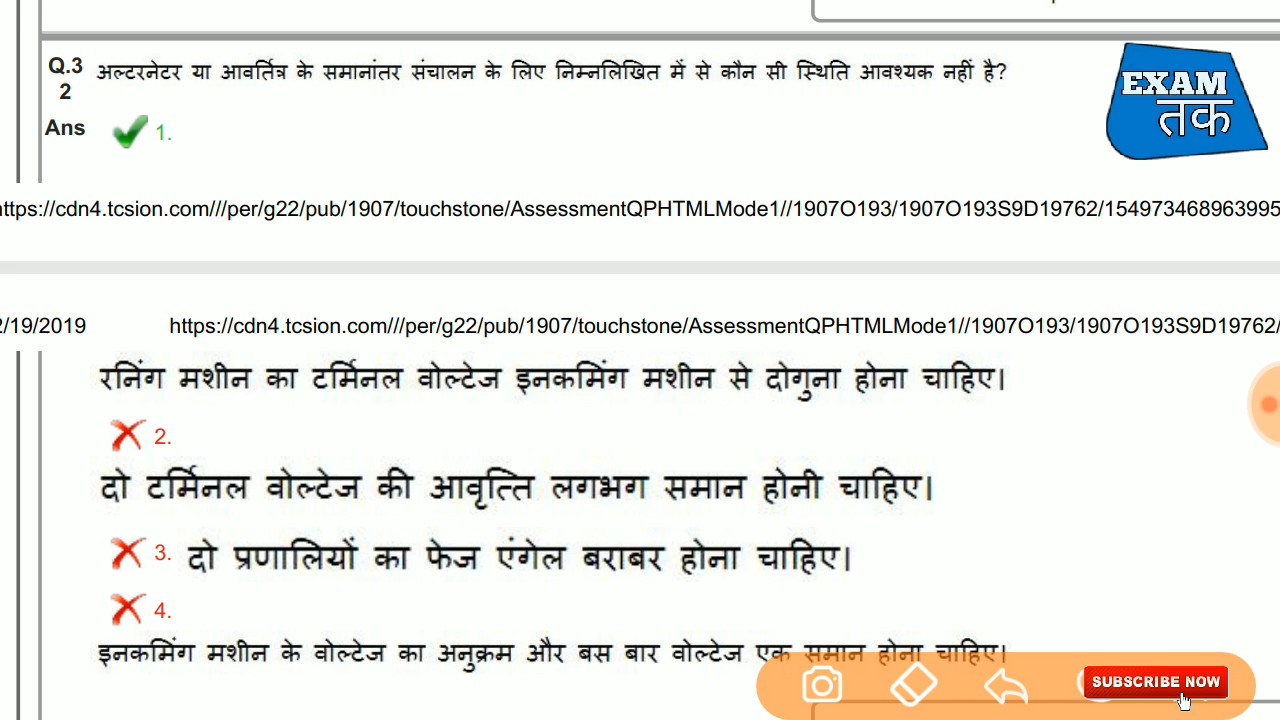 Q.3
2
अल्टरनेटर या आवर्तित्र के समानांतर संचालन के लिए निम्नलिखित में से कौन सी स्थिति आवश्यक नहीं है?
EXAM
तक
Ans
1.
https://cdn4.tcsion.com///per/g22/pub/1907/touchstone/AssessmentQPHTMLMode1//1907O193/1907O193S9D19762/154973468963995
2/19/2019 https://cdn4.tcsion.com///per/g22/pub/1907/touchstone/AssessmentQPHTMLMode1//1907O193/1907O193S9D19762/
रनिंग मशीन का टर्मिनल वोल्टेज इनकमिंग मशीन से दोगुना होना चाहिए।
2.
दो टर्मिनल वोल्टेज की आवृत्ति लगभग समान होनी चाहिए।
3. दो प्रणालियों का फेज एंगेल बराबर होना चाहिए।
4.
इनकमिंग मशीन के वोल्टेज का अनुक्रम और बस बार वोल्टेज एक समान होना चाहिए।
SUBSCRIBE NOW